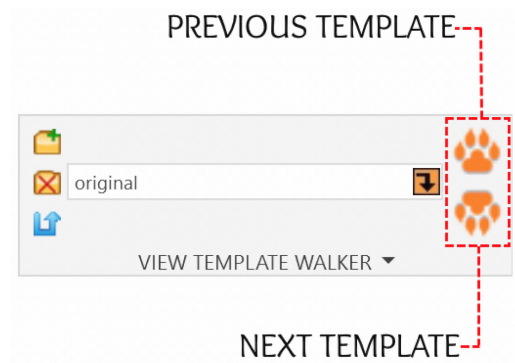 PREVIOUS TEMPLATE
original
VIEW TEMPLATE WALKER
NEXT TEMPLATE